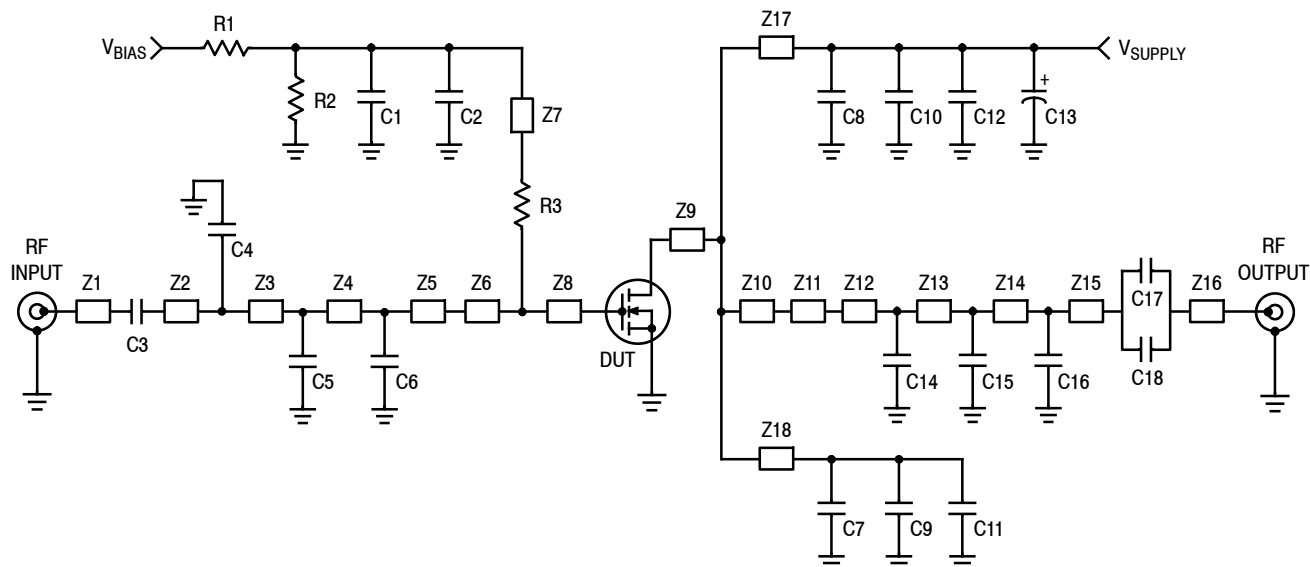 R1
Z17
V_BIAS
V_SUPPLY
R2
C1
C2
Z7
C8
C10
C12
+
C13
R3
C4
Z9
RF
INPUT
RF
OUTPUT
Z1
Z2
Z3
Z4
Z5
Z6
Z8
Z10
Z11
Z12
Z13
Z14
Z15
C17
Z16
C3
DUT
C5
C6
C14
C15
C16
C18
Z18
C7
C9
C11